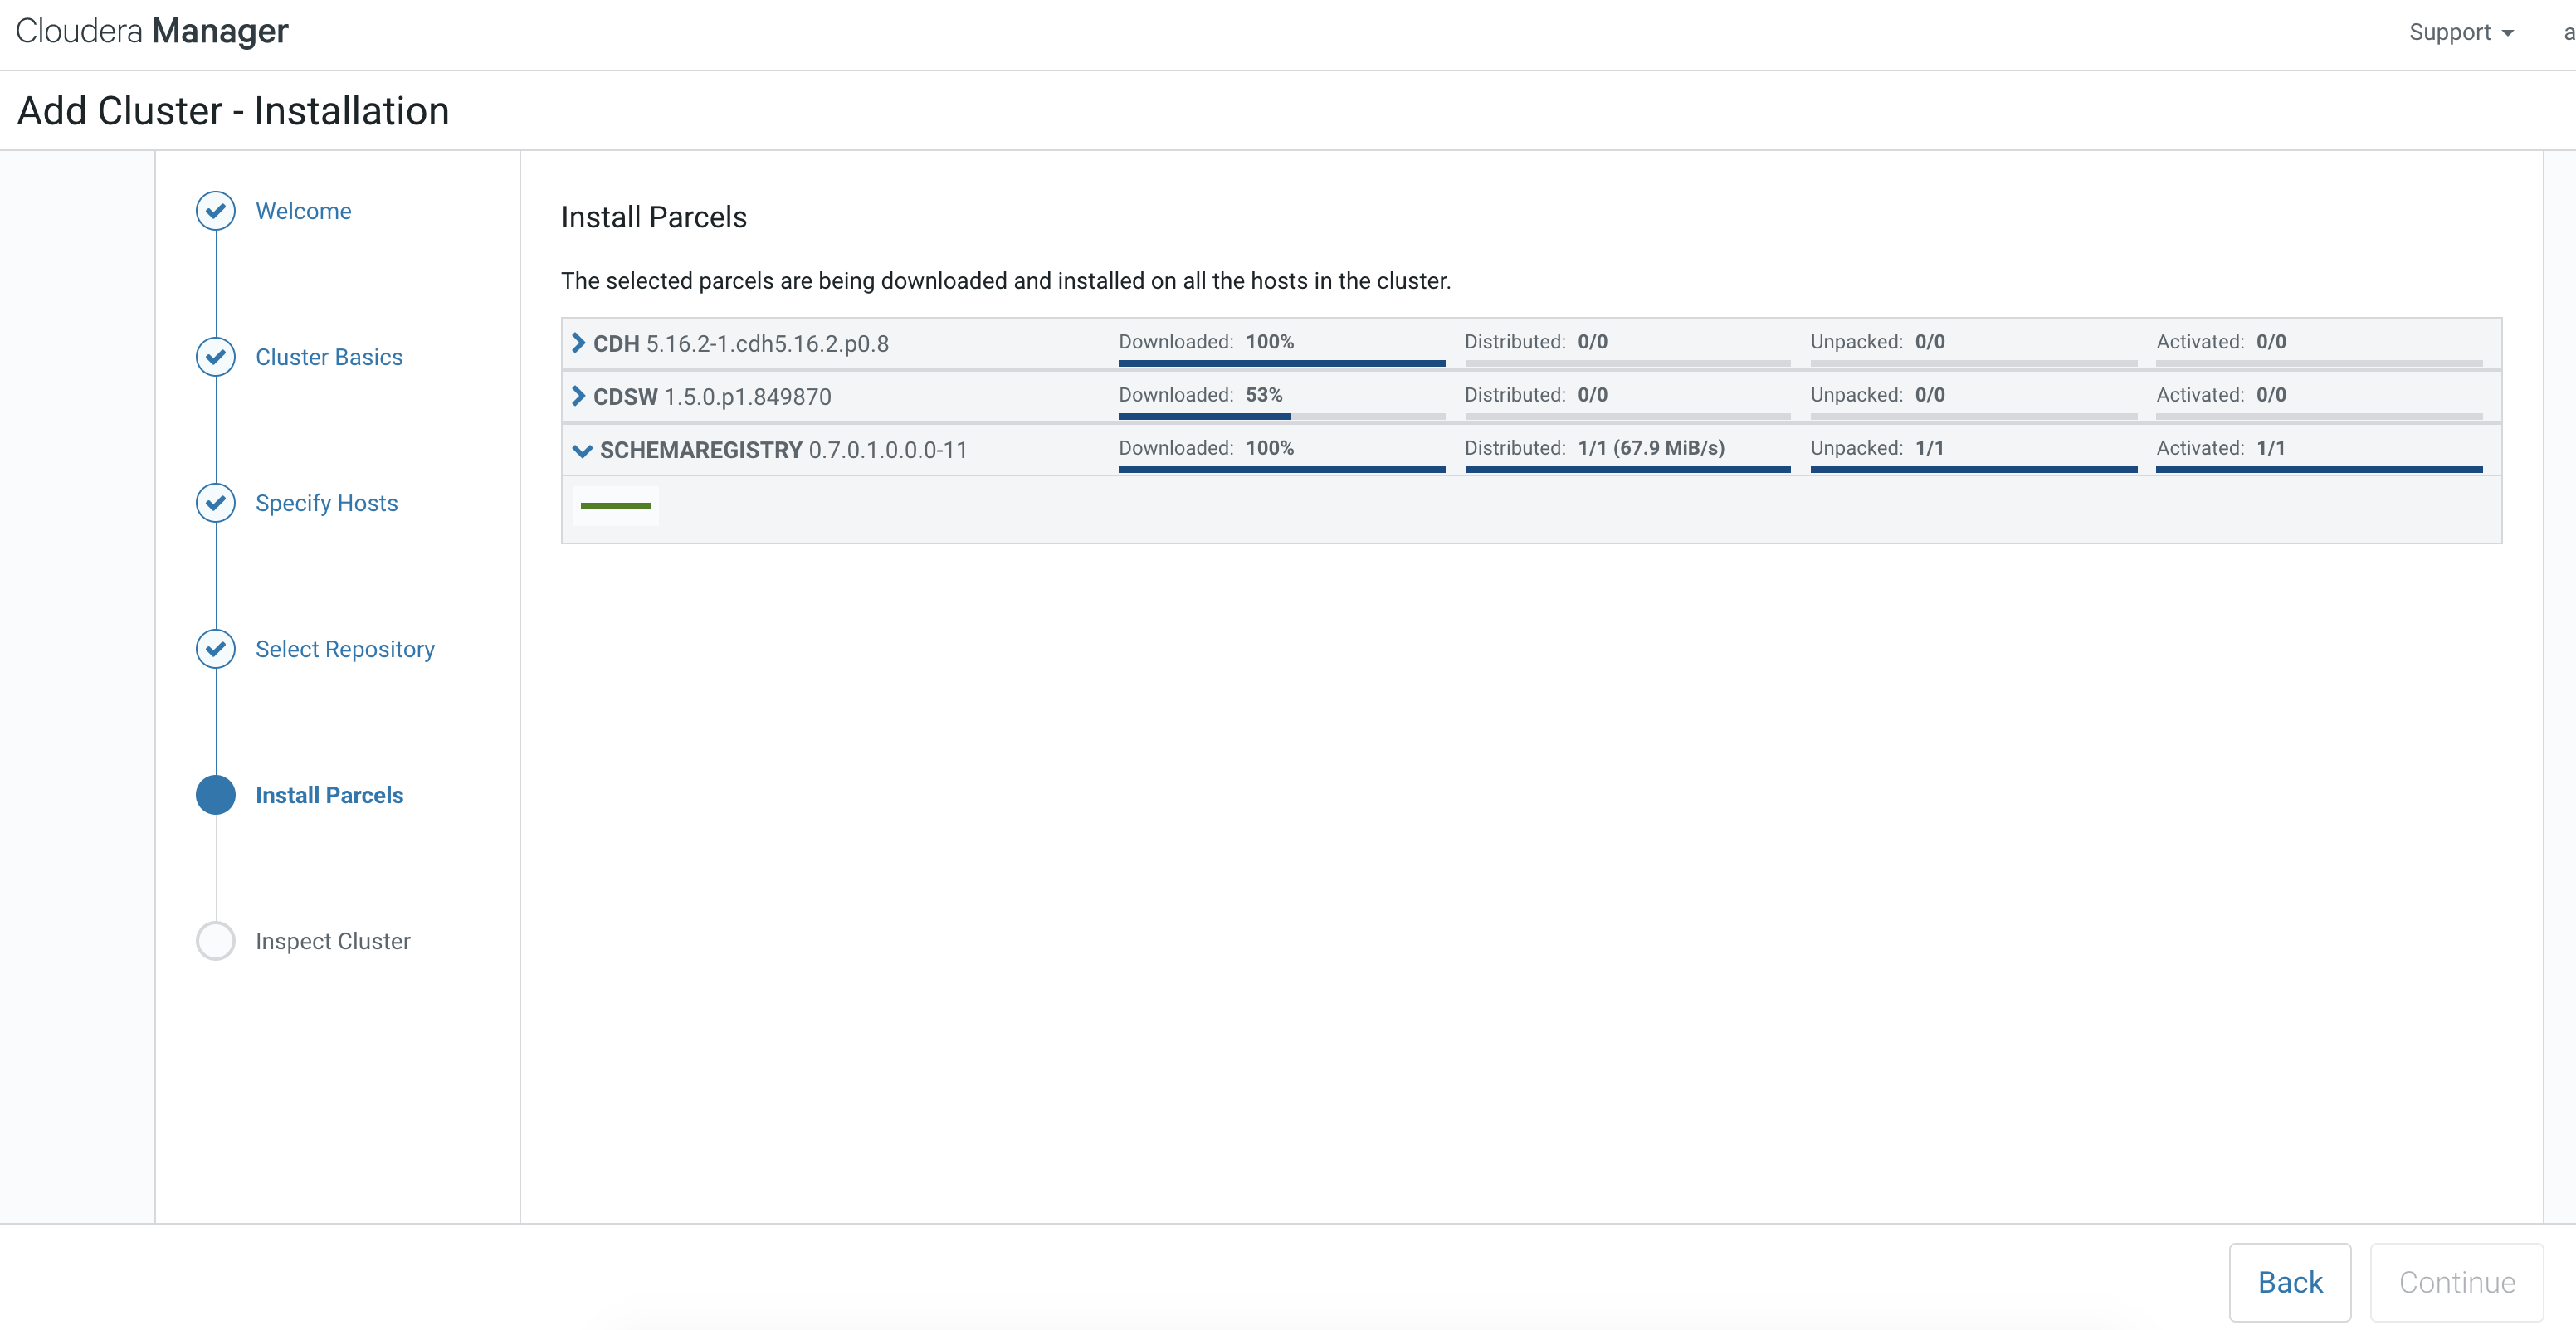 Cloudera Manager
Support
a
Add Cluster - Installation
Welcome
Cluster Basics
Specify Hosts
Select Repository
Install Parcels
Inspect Cluster
Install Parcels
The selected parcels are being downloaded and installed on all the hosts in the cluster.
CDH 5.16.2-1.cdh5.16.2.p0.8 Downloaded: 100% Distributed: 0/0 Unpacked: 0/0 Activated: 0/0
CDSW 1.5.0.p1.849870 Downloaded: 53% Distributed: 0/0 Unpacked: 0/0 Activated: 0/0
SCHEMAREGISTRY 0.7.0.1.0.0.0-11 Downloaded: 100% Distributed: 1/1 (67.9 MiB/s) Unpacked: 1/1 Activated: 1/1
Back
Continue